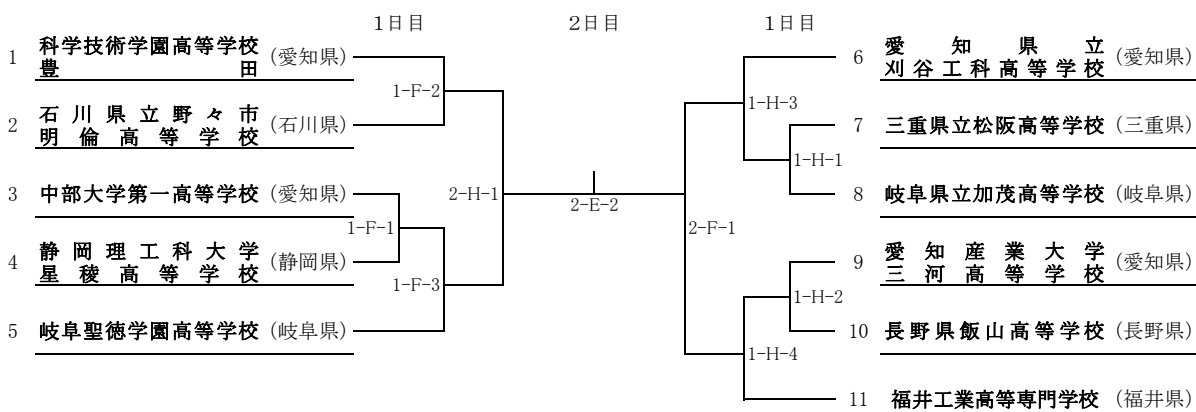 1日目
2日目
1日目
1 科学技術学園高等学校 豊田 (愛知県)
2 石川県立野々市 明倫高等学校 (石川県)
3 中部大学第一高等学校 (愛知県)
4 静岡理工科大学 星稜高等学校 (静岡県)
5 岐阜聖徳学園高等学校 (岐阜県)
1-F-2
1-F-1
1-F-3
2-H-1
2-E-2
2-F-1
1-H-3
1-H-1
1-H-2
1-H-4
6 愛知県立 刈谷工科高等学校 (愛知県)
7 三重県立松阪高等学校 (三重県)
8 岐阜県立加茂高等学校 (岐阜県)
9 愛知産業大学 三河高等学校 (愛知県)
10 長野県飯山高等学校 (長野県)
11 福井工業高等専門学校 (福井県)